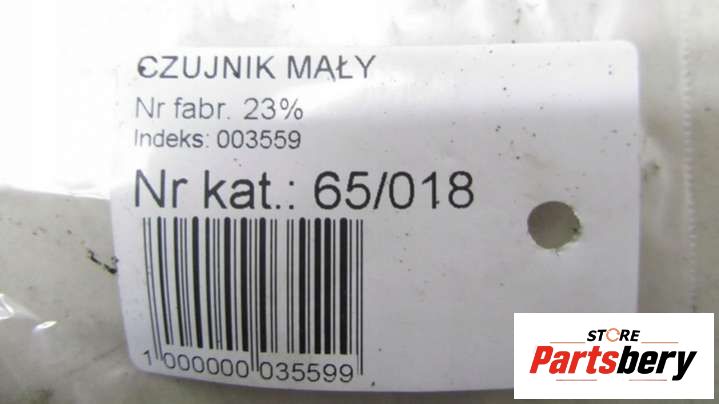 CZUJNIK MAŁY
Nr fabr. 23%
Indeks: 003559
Nr kat.: 65/018
1 000000 035599
STORE
Partsbery